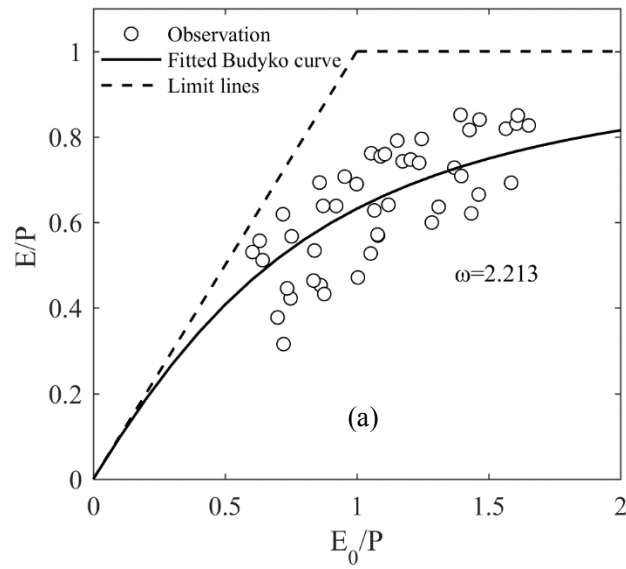 Observation
Fitted Budyko curve
Limit lines
1
0.8
0.6
0.4
0.2
0
E/P
ω=2.213
(a)
0
0.5
1
1.5
2
E₀/P